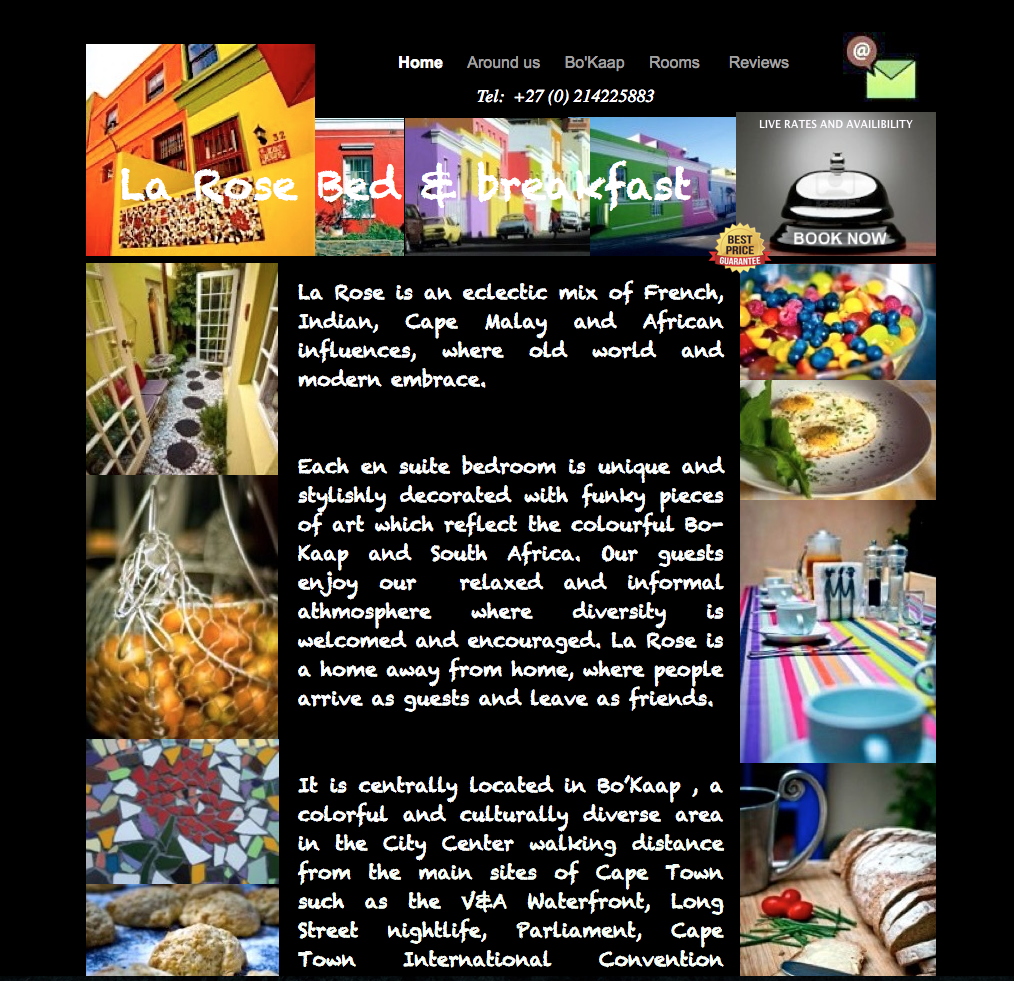 Home Around us Bo'Kaap Rooms Reviews
Tel: +27 (0) 214225883
@
LIVE RATES AND AVAILIBILITY
32
La Rose Bed & breakfast
BOOK NOW
BEST
PRICE
GUARANTEE
La Rose is an eclectic mix of French,
Indian, Cape Malay and African
influences, where old world and
modern embrace.
Each en suite bedroom is unique and
stylishly decorated with funky pieces
of art which reflect the colourful Bo-
Kaap and South Africa. Our guests
enjoy our relaxed and informal
athmosphere where diversity is
welcomed and encouraged. La Rose is
a home away from home, where people
arrive as guests and leave as friends.
It is centrally located in Bo'Kaap , a
colorful and culturally diverse area
in the City Center walking distance
from the main sites of Cape Town
such as the V&A Waterfront, Long
Street nightlife, Parliament, Cape
Town International Convention